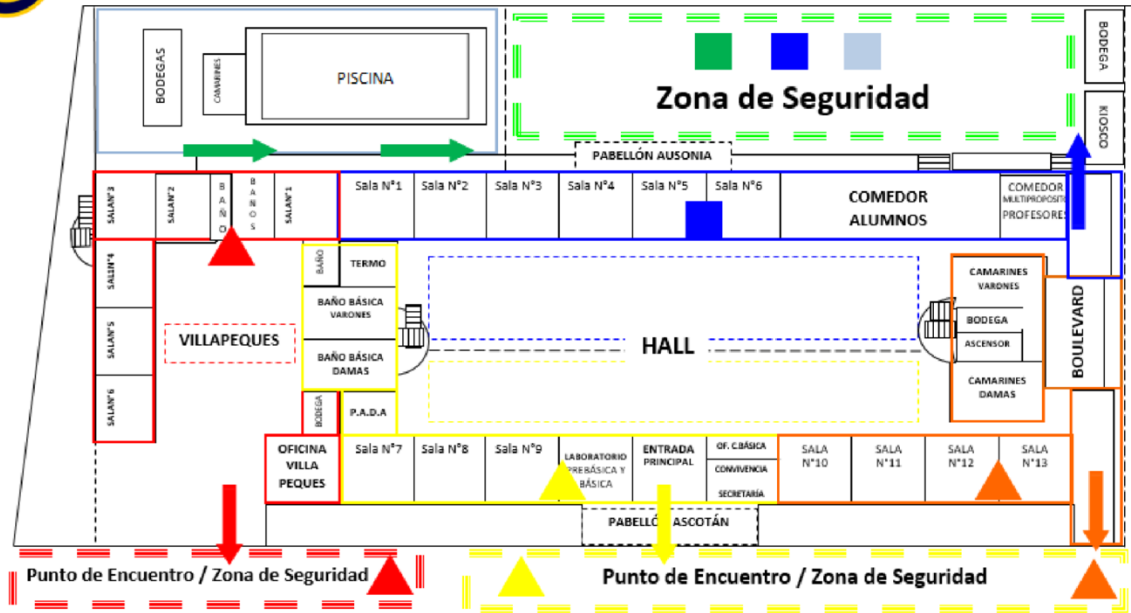 BODEGAS
CAMARINES
PISCINA
Zona de Seguridad
BODEGA
KIOSCO
PABELLÓN AUSONIA
SALAN°3
SALAN°2
BAÑO
BAÑOS
SALAN°1
Sala N°1
Sala N°2
Sala N°3
Sala N°4
Sala N°5
Sala N°6
COMEDOR
ALUMNOS
COMEDOR
MULTIPROPOSITO
PROFESORES
SALAN°4
SALAN°5
SALAN°6
VILLAPEQUES
BAÑO
TERMO
BAÑO BÁSICA
VARONES
BAÑO BÁSICA
DAMAS
BODEGA
P.A.D.A
HALL
CAMARINES
VARONES
BODEGA
ASCENSOR
CAMARINES
DAMAS
BOULEVARD
OFICINA
VILLA
PEQUES
Sala N°7
Sala N°8
Sala N°9
LABORATORIO
PREBÁSICA Y
BÁSICA
ENTRADA
PRINCIPAL
OF. C.BÁSICA
CONVIVENCIA
SECRETARÍA
SALA
N°10
SALA
N°11
SALA
N°12
SALA
N°13
PABELLÓN ASCOTÁN
Punto de Encuentro / Zona de Seguridad
Punto de Encuentro / Zona de Seguridad